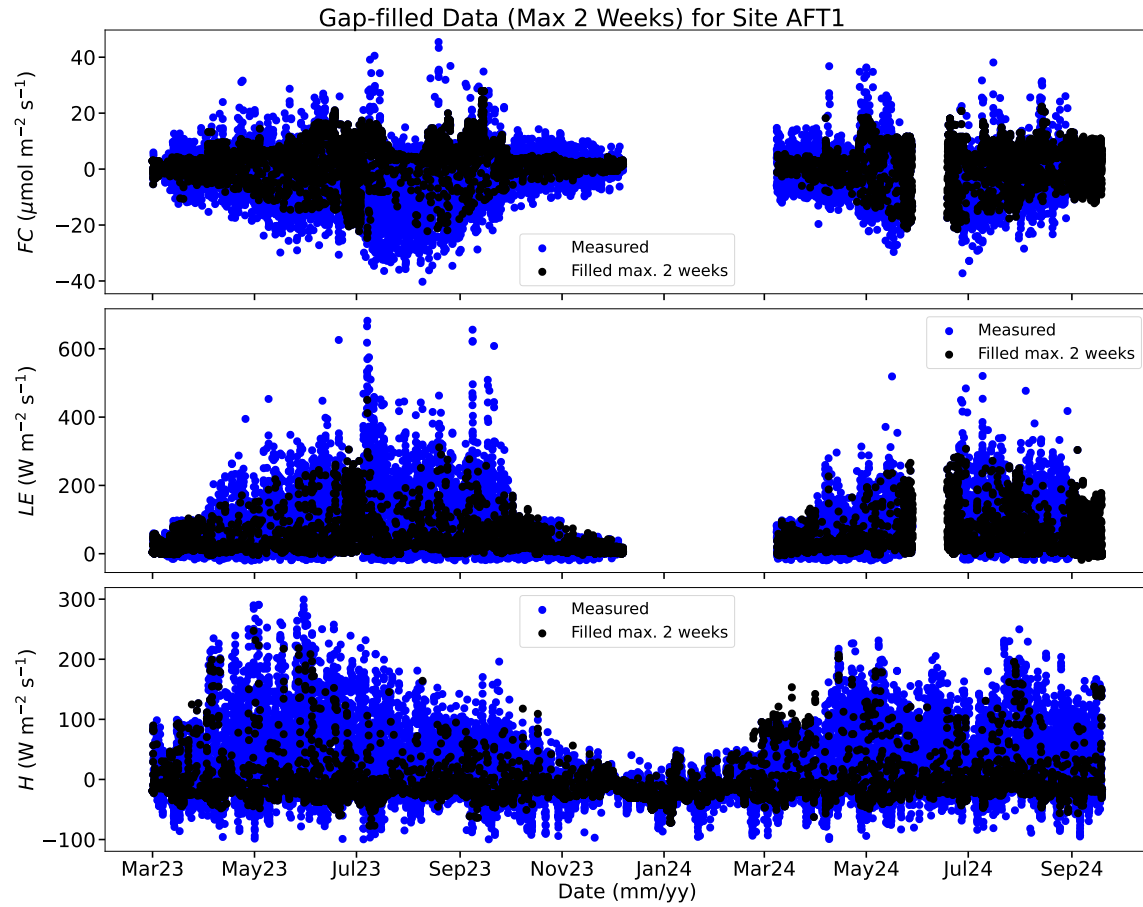 Gap-filled Data (Max 2 Weeks) for Site AFT1
FC (μmol m⁻² s⁻¹)
40
20
0
−20
−40
Measured
Filled max. 2 weeks
LE (W m⁻² s⁻¹)
600
400
200
0
Measured
Filled max. 2 weeks
H (W m⁻² s⁻¹)
300
200
100
0
−100
Measured
Filled max. 2 weeks
Mar23 May23 Jul23 Sep23 Nov23 Jan24 Mar24 May24 Jul24 Sep24
Date (mm/yy)